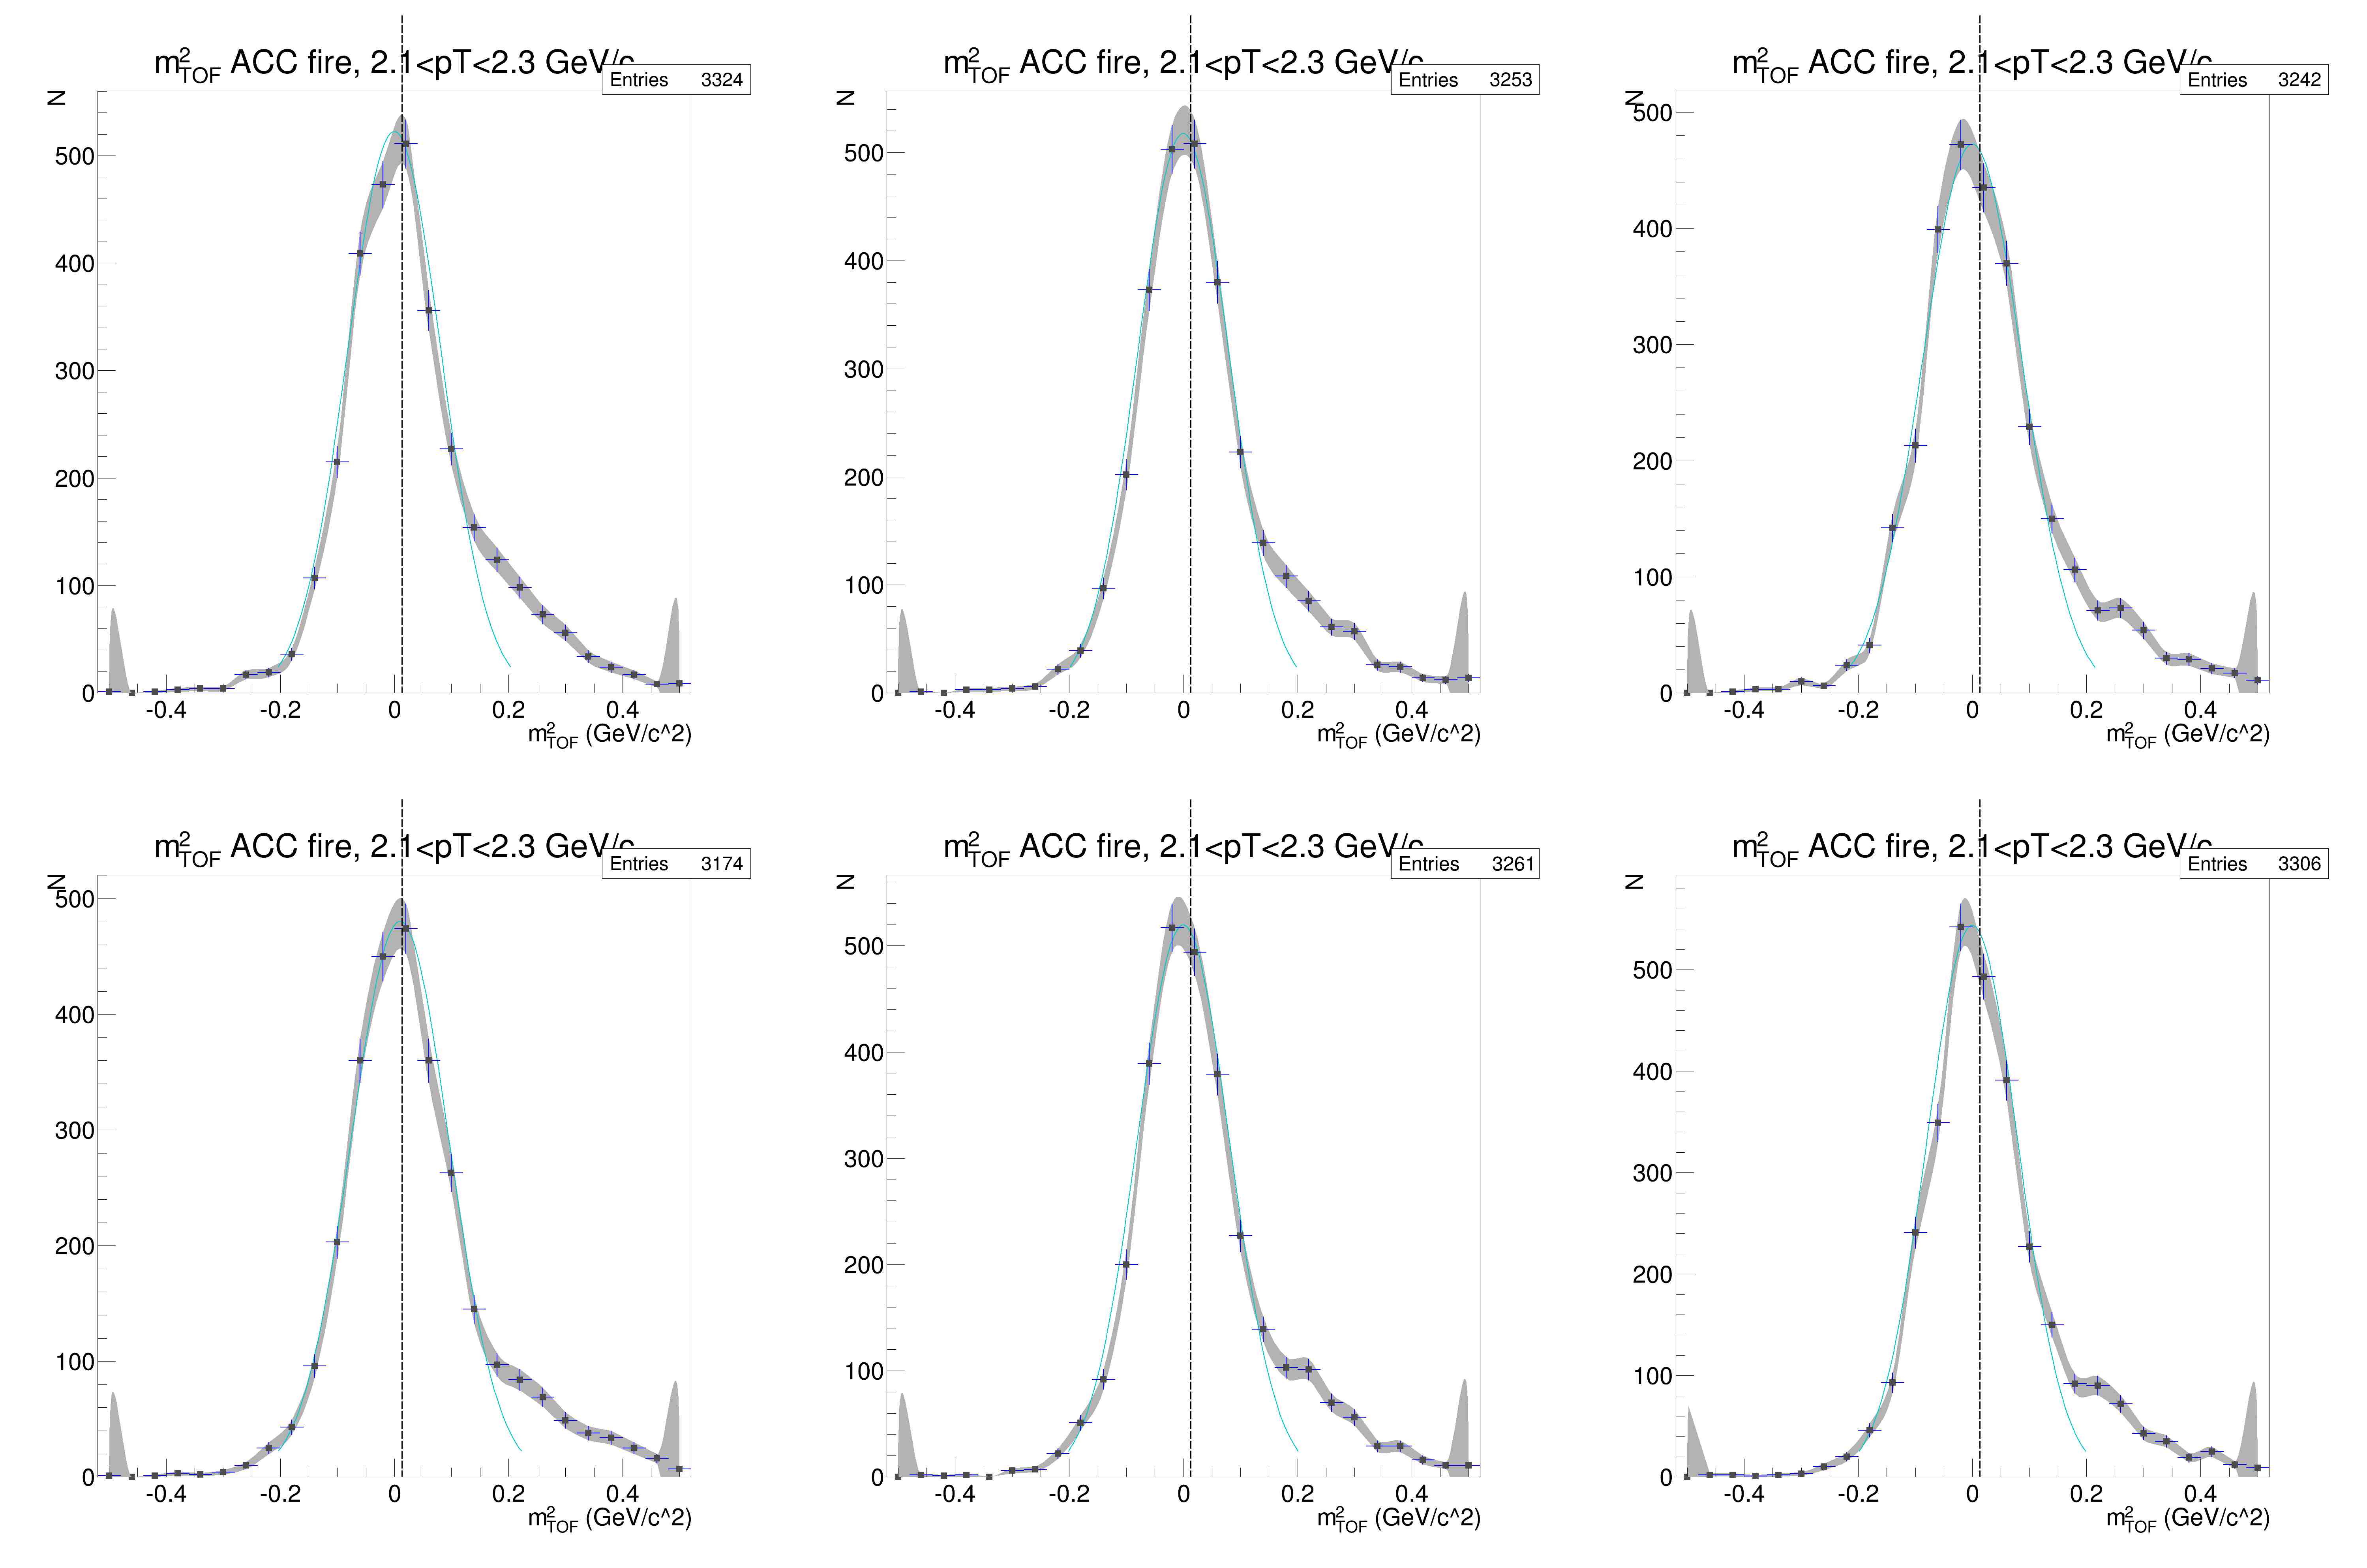 m²TOF ACC fire, 2.1<pT<2.3 GeV/c
Entries 3324
N
500
400
300
200
100
0
-0.4 -0.2 0 0.2 0.4
m²TOF (GeV/c^2)
m²TOF ACC fire, 2.1<pT<2.3 GeV/c
Entries 3253
N
500
400
300
200
100
0
-0.4 -0.2 0 0.2 0.4
m²TOF (GeV/c^2)
m²TOF ACC fire, 2.1<pT<2.3 GeV/c
Entries 3242
N
500
400
300
200
100
0
-0.4 -0.2 0 0.2 0.4
m²TOF (GeV/c^2)
m²TOF ACC fire, 2.1<pT<2.3 GeV/c
Entries 3174
N
500
400
300
200
100
0
-0.4 -0.2 0 0.2 0.4
m²TOF (GeV/c^2)
m²TOF ACC fire, 2.1<pT<2.3 GeV/c
Entries 3261
N
500
400
300
200
100
0
-0.4 -0.2 0 0.2 0.4
m²TOF (GeV/c^2)
m²TOF ACC fire, 2.1<pT<2.3 GeV/c
Entries 3306
N
500
400
300
200
100
0
-0.4 -0.2 0 0.2 0.4
m²TOF (GeV/c^2)